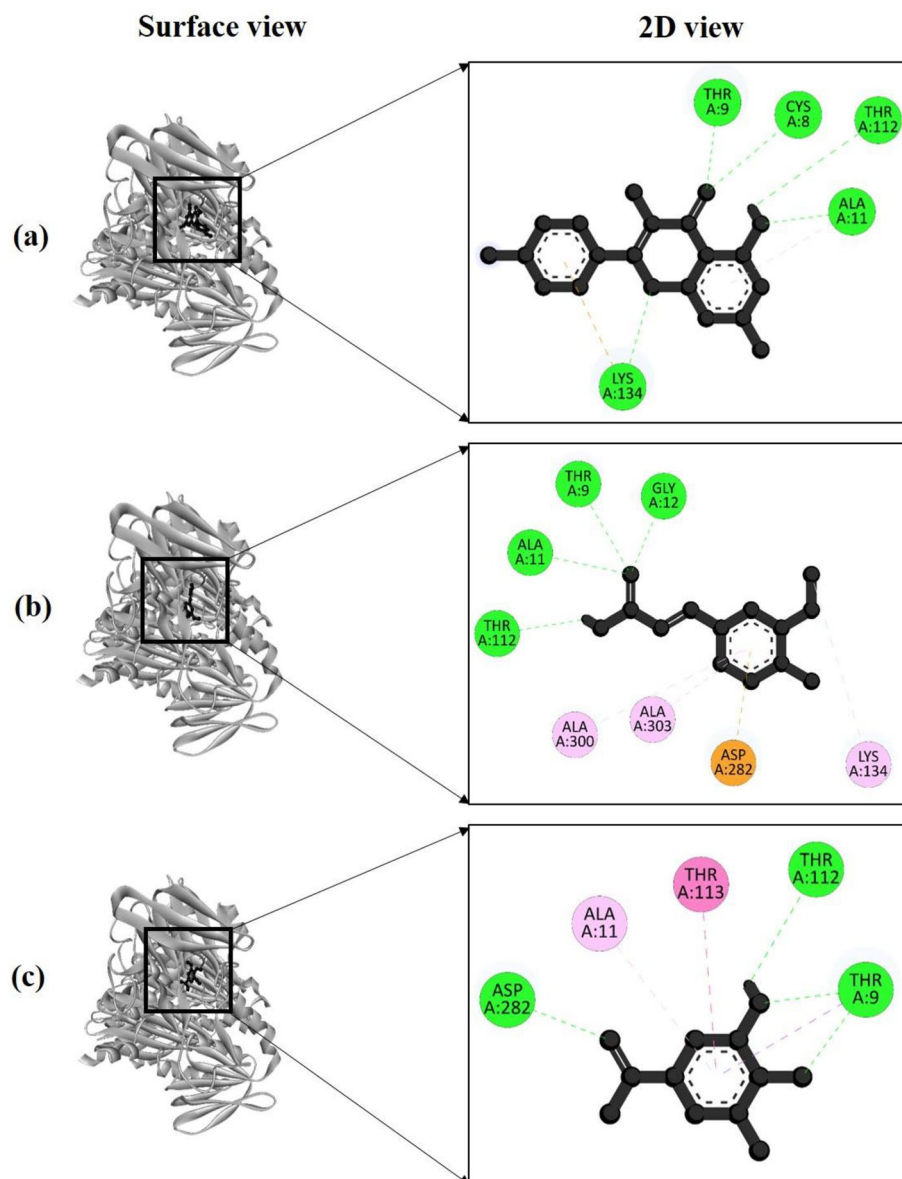 Surface view
2D view
(a)
THR
A:9
CYS
A:8
THR
A:112
ALA
A:11
LYS
A:134
(b)
THR
A:9
GLY
A:12
ALA
A:11
THR
A:112
ALA
A:300
ALA
A:303
ASP
A:282
LYS
A:134
(c)
THR
A:113
THR
A:112
ALA
A:11
ASP
A:282
THR
A:9